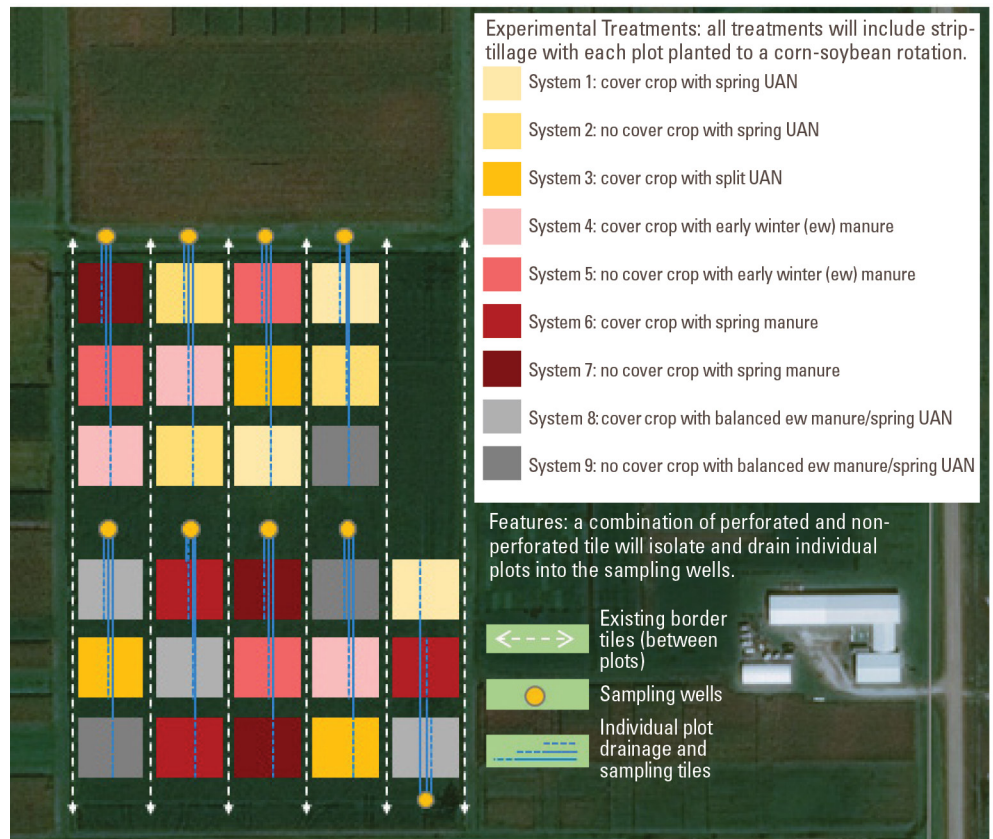 Experimental Treatments: all treatments will include strip-
tillage with each plot planted to a corn-soybean rotation.
System 1: cover crop with spring UAN
System 2: no cover crop with spring UAN
System 3: cover crop with split UAN
System 4: cover crop with early winter (ew) manure
System 5: no cover crop with early winter (ew) manure
System 6: cover crop with spring manure
System 7: no cover crop with spring manure
System 8: cover crop with balanced ew manure/spring UAN
System 9: no cover crop with balanced ew manure/spring UAN
Features: a combination of perforated and non-
perforated tile will isolate and drain individual
plots into the sampling wells.
Existing border
tiles (between
plots)
Sampling wells
Individual plot
drainage and
sampling tiles